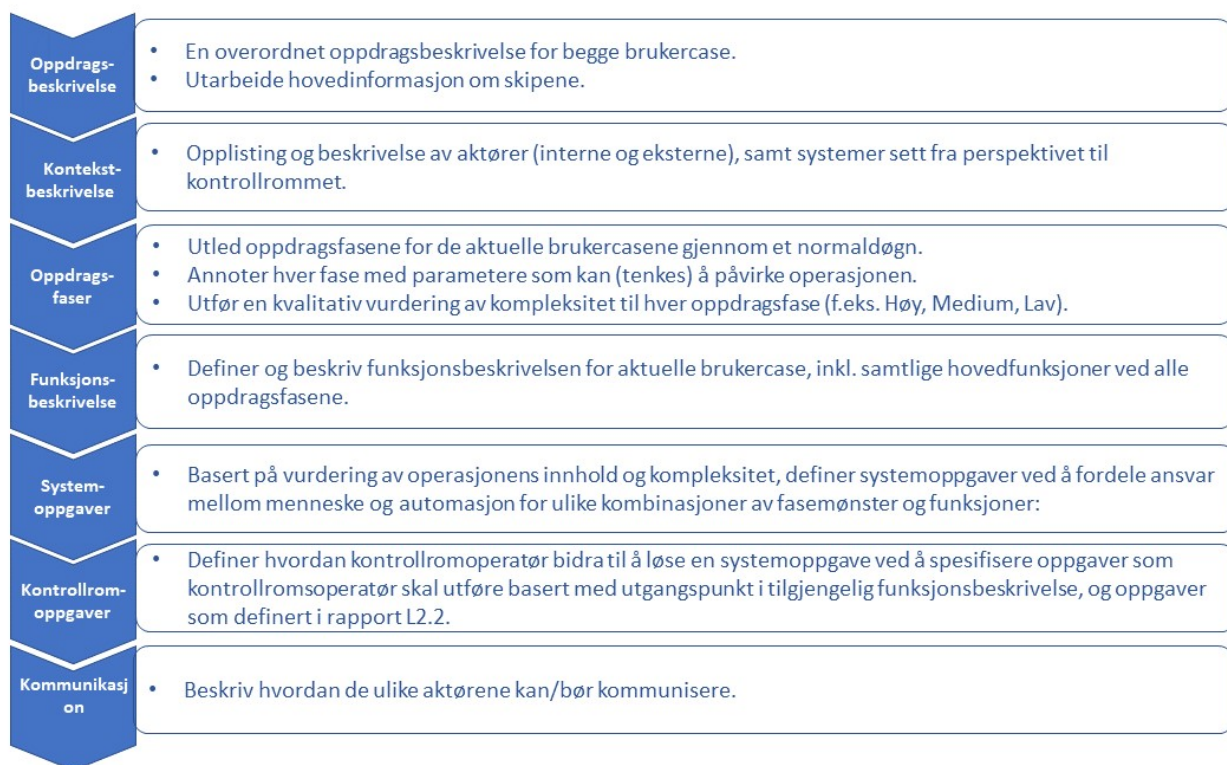 Oppdrags-
beskrivelse
• En overordnet oppdragsbeskrivelse for begge brukercase.
• Utarbeide hovedinformasjon om skipene.
Kontekst-
beskrivelse
• Opplisting og beskrivelse av aktører (interne og eksterne), samt systemer sett fra perspektivet til
kontrollrommet.
Oppdrags-
faser
• Utled oppdragsfasene for de aktuelle brukercasene gjennom et normaldøgn.
• Annoter hver fase med parametere som kan (tenkes) å påvirke operasjonen.
• Utfør en kvalitativ vurdering av kompleksitet til hver oppdragsfase (f.eks. Høy, Medium, Lav).
Funksjons-
beskrivelse
• Definer og beskriv funksjonsbeskrivelsen for aktuelle brukercase, inkl. samtlige hovedfunksjoner ved alle
oppdragsfasene.
System-
oppgaver
• Basert på vurdering av operasjonens innhold og kompleksitet, definer systemoppgaver ved å fordele ansvar
mellom menneske og automasjon for ulike kombinasjoner av fasemønster og funksjoner:
Kontrollrom-
oppgaver
• Definer hvordan kontrollromoperatør bidra til å løse en systemoppgave ved å spesifisere oppgaver som
kontrollromsoperatør skal utføre basert med utgangspunkt i tilgjengelig funksjonsbeskrivelse, og oppgaver
som definert i rapport L2.2.
Kommunikasj
on
• Beskriv hvordan de ulike aktørene kan/bør kommunisere.